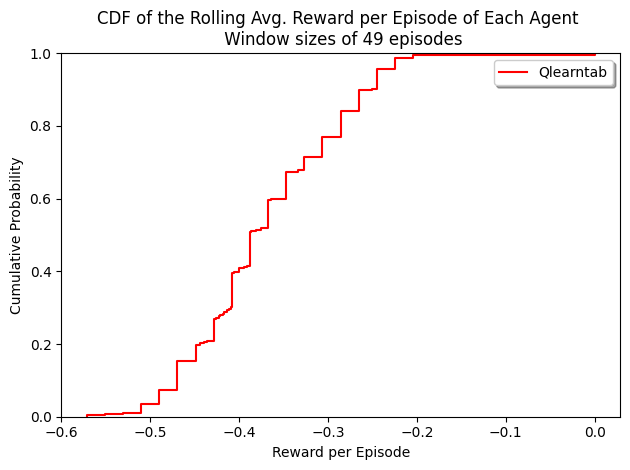 CDF of the Rolling Avg. Reward per Episode of Each Agent
Window sizes of 49 episodes
Qlearntab
Cumulative Probability
1.0
0.8
0.6
0.4
0.2
0.0
−0.6
−0.5
−0.4
−0.3
−0.2
−0.1
0.0
Reward per Episode